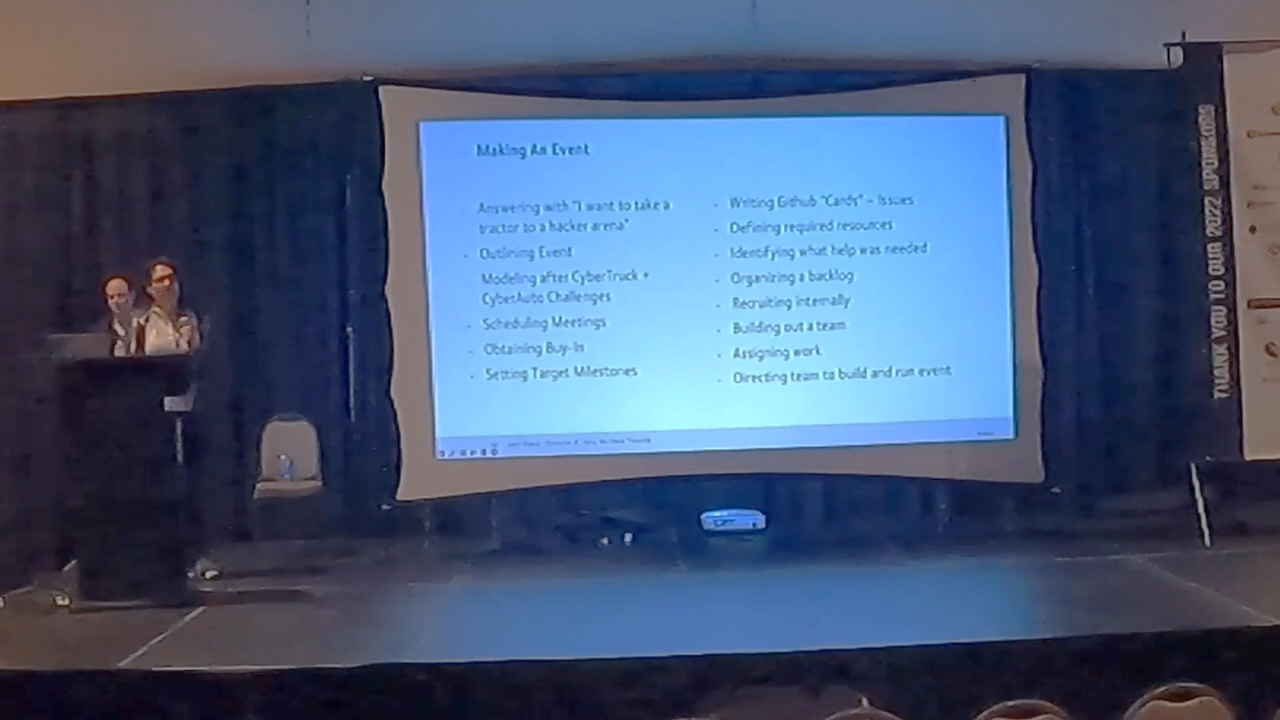 Making An Event
Answering with "I want to take a
tractor to a hacker arena"
Outlining Event
Modeling after CyberTruck +
CyberAuto Challenges
Scheduling Meetings
Obtaining Buy-In
Setting Target Milestones
Writing Github "Cards" - Issues
Defining required resources
Identifying what help was needed
Organizing a backlog
Recruiting internally
Building out a team
Assigning work
Directing team to build and run event
THANK YOU TO OUR 2022 SPONSORS